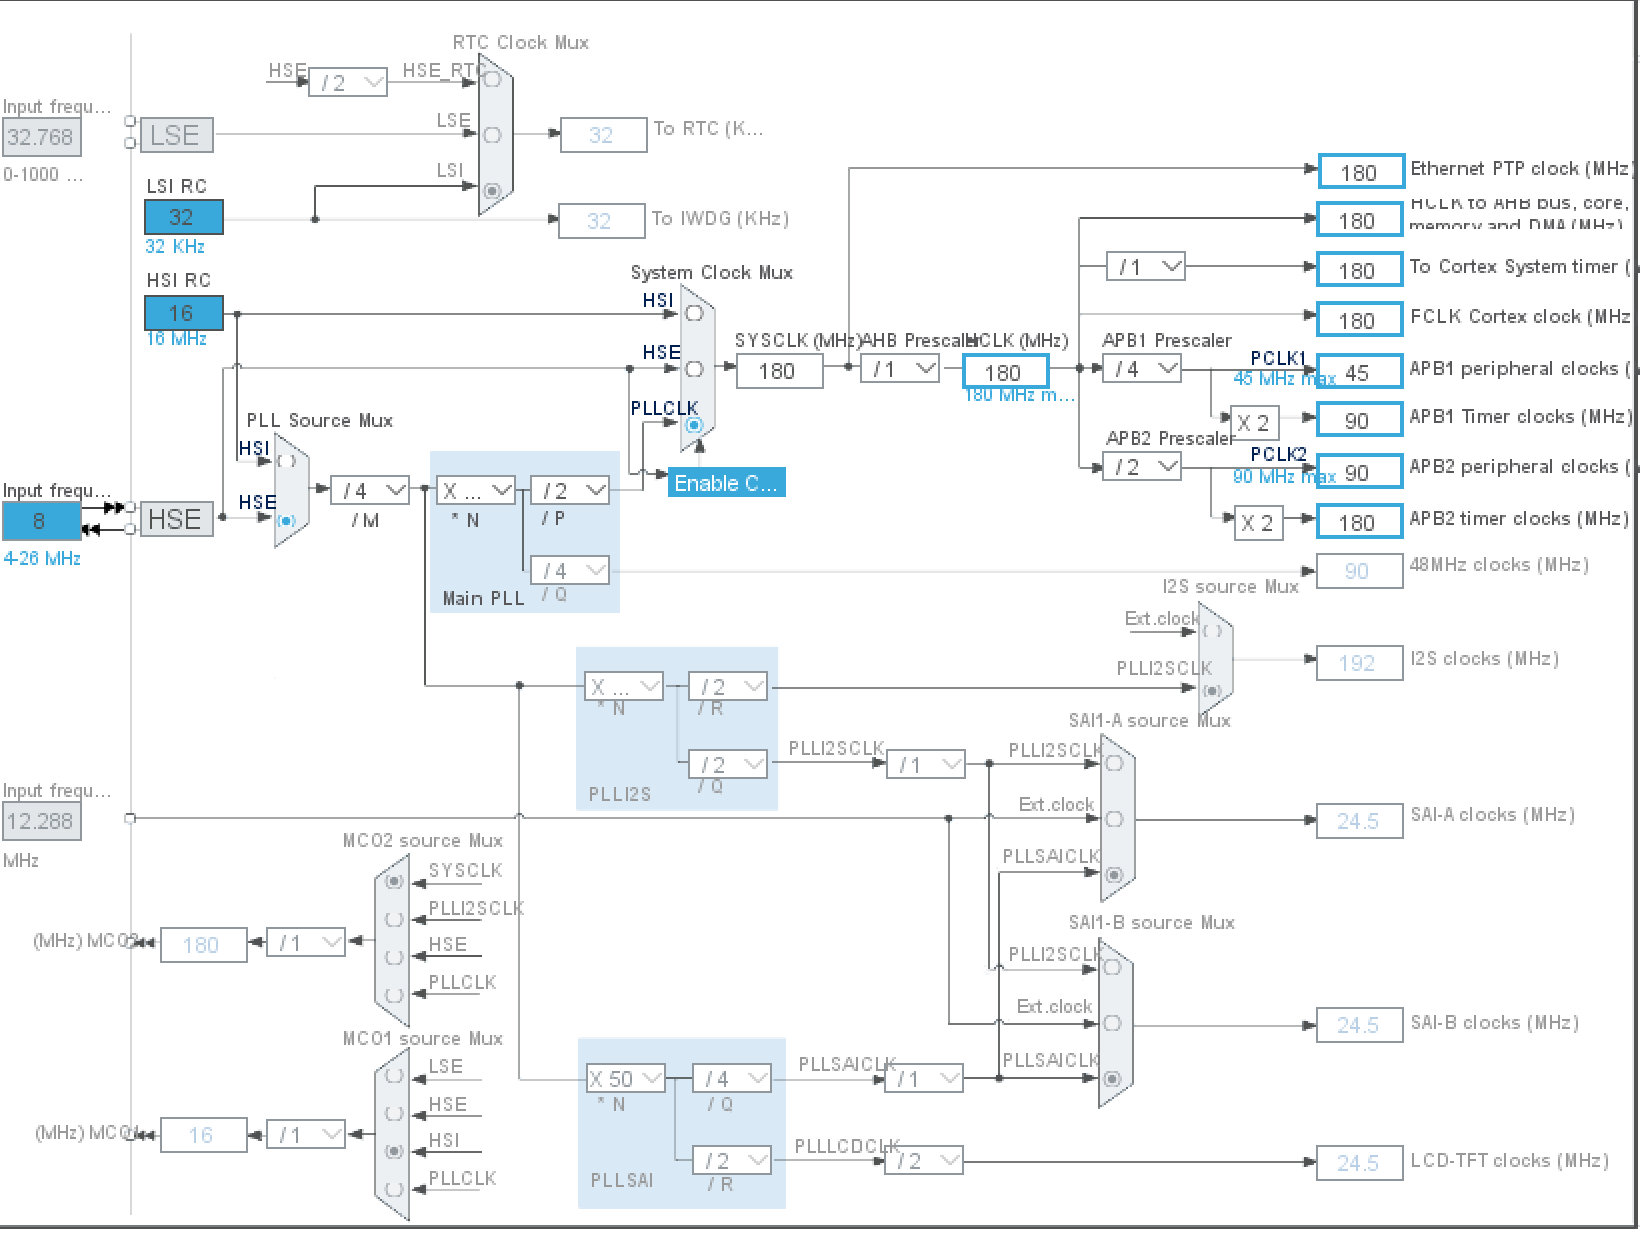 RTC Clock Mux
HSE
/ 2
HSE_RTC
Input frequ...
32.768
0-1000 ...
LSE
LSE
32
To RTC (K...
LSI RC
32
32 KHz
LSI
32
To IWDG (KHz)
HSI RC
16
16 MHz
System Clock Mux
HSI
HSE
PLLCLK
Enable C...
SYSCLK (MHz)
180
AHB Prescaler
/ 1
HCLK (MHz)
180
180 MHz m...
180
Ethernet PTP clock (MHz)
180
HCLK to AHB bus, core,
memory and DMA (MHz)
/ 1
180
To Cortex System timer (
180
FCLK Cortex clock (MHz
APB1 Prescaler
/ 4
PCLK1
45 MHz max
45
APB1 peripheral clocks (
X 2
90
APB1 Timer clocks (MHz)
APB2 Prescaler
/ 2
PCLK2
90 MHz max
90
APB2 peripheral clocks (
X 2
180
APB2 timer clocks (MHz)
90
48MHz clocks (MHz)
PLL Source Mux
HSI
HSE
Input frequ...
8
4-26 MHz
HSE
/ 4
/ M
X ...
* N
/ 2
/ P
/ 4
/ Q
Main PLL
I2S source Mux
Ext.clock
PLLI2SCLK
192
I2S clocks (MHz)
X ...
* N
/ 2
/ R
/ 2
/ Q
PLLI2S
PLLI2SCLK
/ 1
SAI1-A source Mux
PLLI2SCLK
Ext.clock
PLLSAICLK
24.5
SAI-A clocks (MHz)
Input frequ...
12.288
MHz
MCO2 source Mux
SYSCLK
PLLI2SCLK
HSE
PLLCLK
(MHz) MCO2
180
/ 1
SAI1-B source Mux
PLLI2SCLK
Ext.clock
PLLSAICLK
24.5
SAI-B clocks (MHz)
MCO1 source Mux
LSE
HSE
HSI
PLLCLK
(MHz) MCO1
16
/ 1
X 50
* N
/ 4
/ Q
/ 2
/ R
PLLSAI
PLLSAICLK
/ 1
PLLLCDCLK
/ 2
24.5
LCD-TFT clocks (MHz)